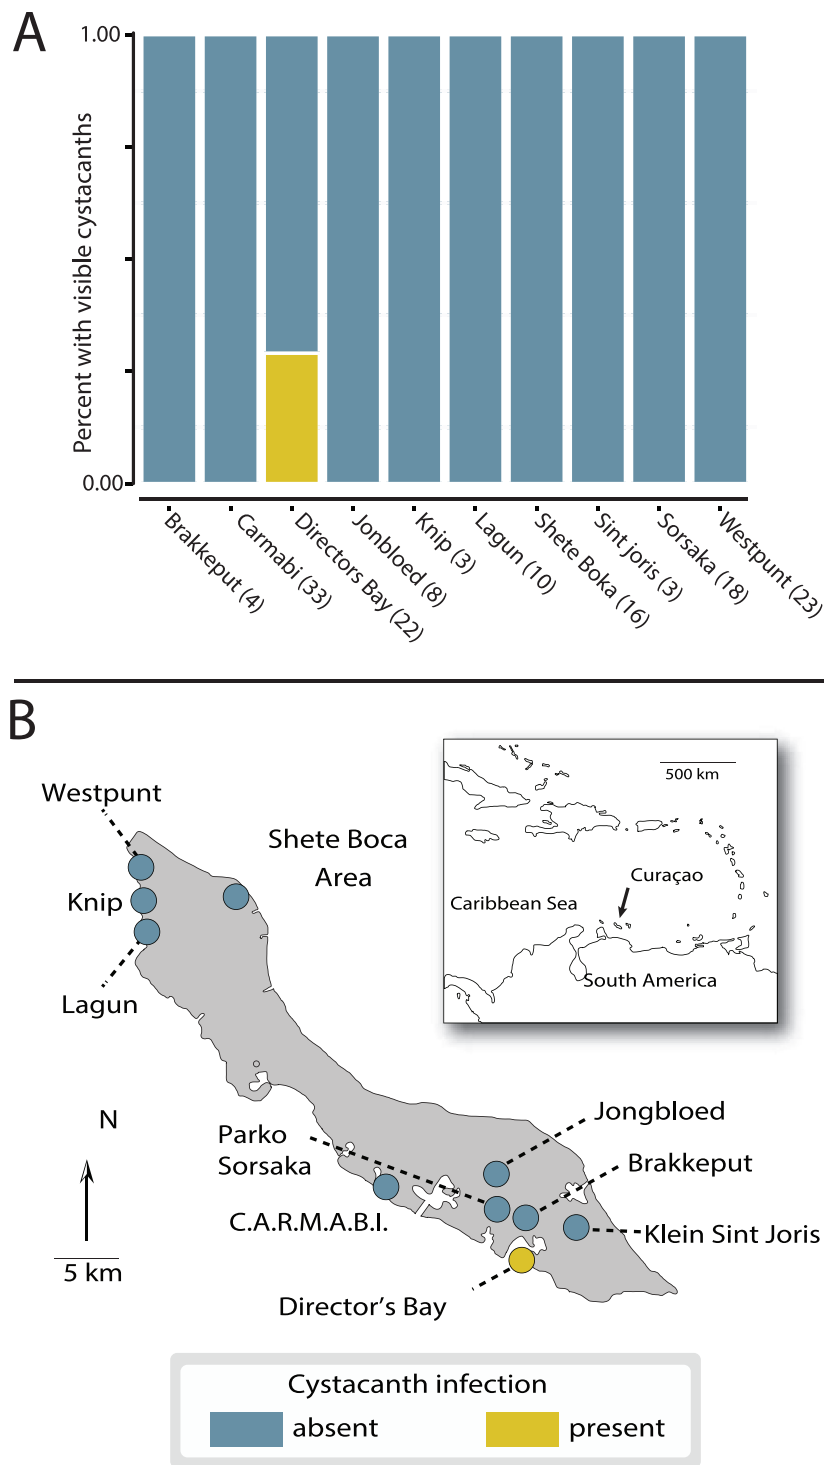 A
Percent with visible cystacanths
1.00
0.00
Brakkeput (4)
Carmabi (33)
Directors Bay (22)
Jonbloed (8)
Knip (3)
Lagun (10)
Shete Boka (16)
Sint joris (3)
Sorsaka (18)
Westpunt (23)
B
Westpunt
Shete Boca
Area
Knip
Lagun
500 km
Curaçao
Caribbean Sea
South America
N
5 km
Parko
Sorsaka
C.A.R.M.A.B.I.
Jongbloed
Brakkeput
Klein Sint Joris
Director's Bay
Cystacanth infection
absent
present